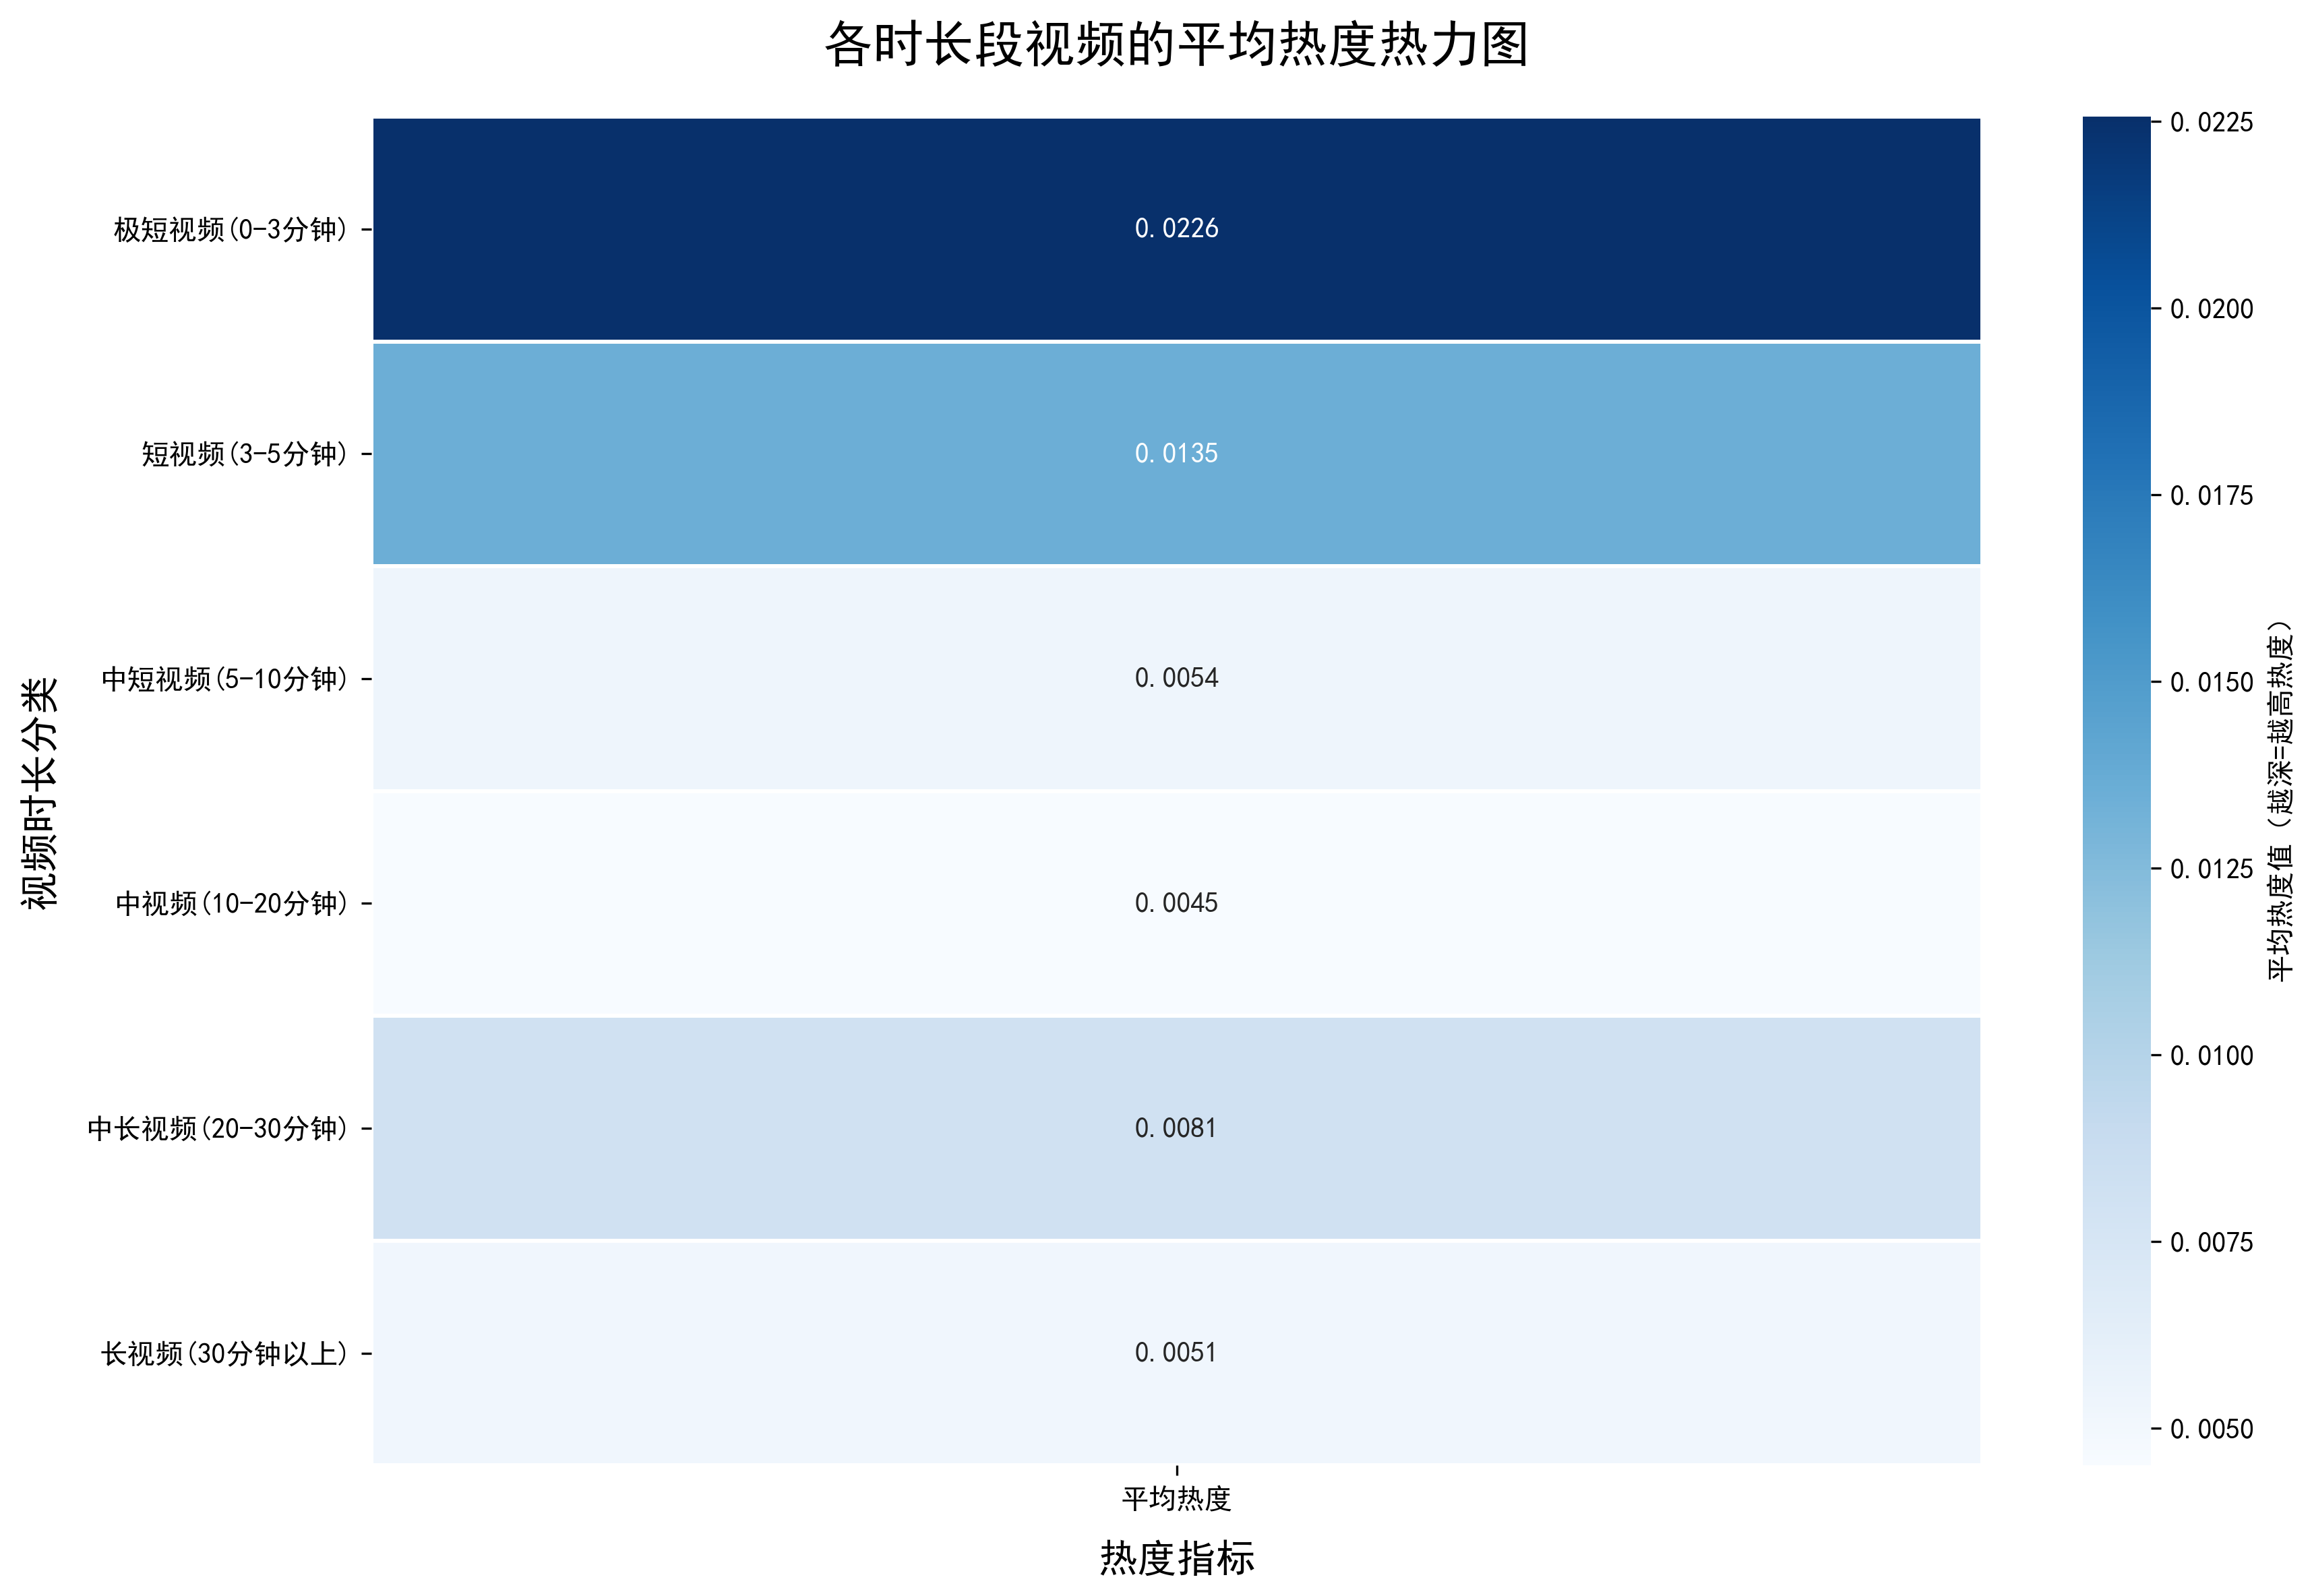 各时长段视频的平均热度热力图
视频时长分类
极短视频(0-3分钟)
0.0226
短视频(3-5分钟)
0.0135
中短视频(5-10分钟)
0.0054
中视频(10-20分钟)
0.0045
中长视频(20-30分钟)
0.0081
长视频(30分钟以上)
0.0051
平均热度
热度指标
0.0225
0.0200
0.0175
0.0150
0.0125
0.0100
0.0075
0.0050
平均热度值（越深=越高热度）